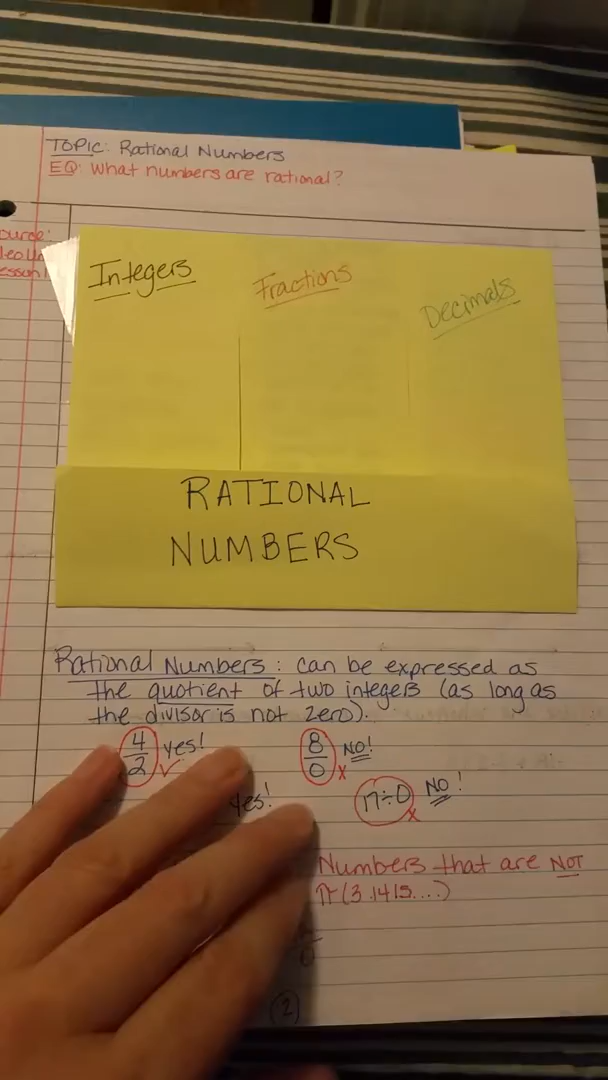 TOPIC: Rational Numbers
EQ: What numbers are rational?
Integers
Fractions
Decimals
RATIONAL
NUMBERS
Rational Numbers: can be expressed as
the quotient of two integers (as long as
the divisor is not zero).
4/2 yes! ✓ 8/0 x NO!
yes! 17÷0 x NO!
Numbers that are NOT
π (3.1415....)
0
(2)